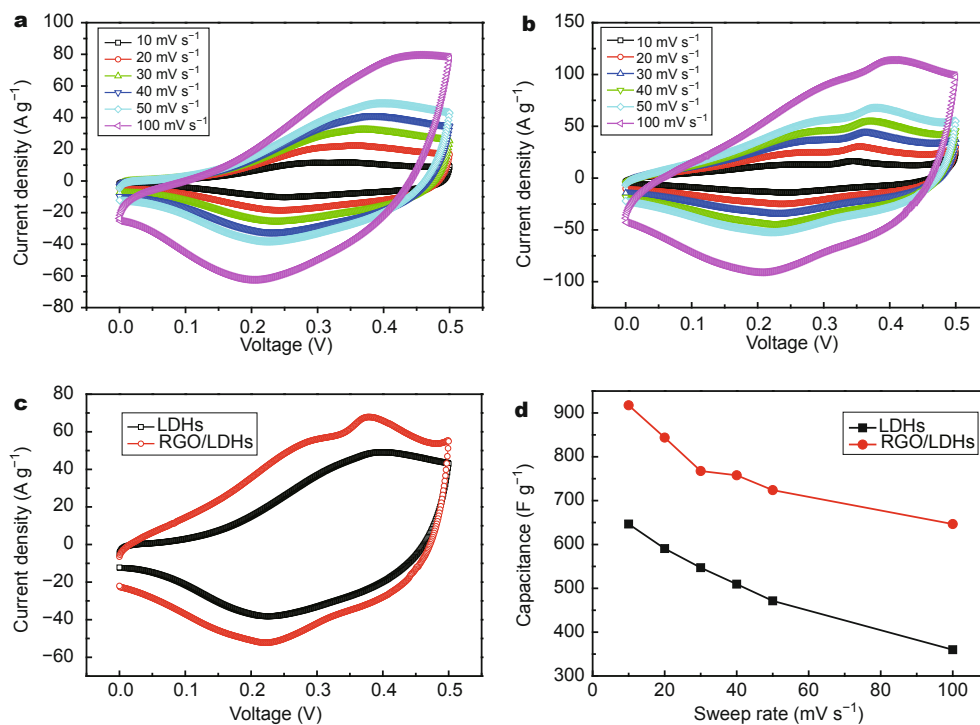 a
10 mV s⁻¹
20 mV s⁻¹
30 mV s⁻¹
40 mV s⁻¹
50 mV s⁻¹
100 mV s⁻¹
100
80
60
40
20
0
−20
−40
−60
−80
Current density (A g⁻¹)
0.0 0.1 0.2 0.3 0.4 0.5
Voltage (V)
b
10 mV s⁻¹
20 mV s⁻¹
30 mV s⁻¹
40 mV s⁻¹
50 mV s⁻¹
100 mV s⁻¹
150
100
50
0
−50
−100
Current density (A g⁻¹)
0.0 0.1 0.2 0.3 0.4 0.5
Voltage (V)
c
LDHs
RGO/LDHs
80
60
40
20
0
−20
−40
−60
Current density (A g⁻¹)
0.0 0.1 0.2 0.3 0.4 0.5
Voltage (V)
d
LDHs
RGO/LDHs
900
800
700
600
500
400
300
Capacitance (F g⁻¹)
0 20 40 60 80 100
Sweep rate (mV s⁻¹)